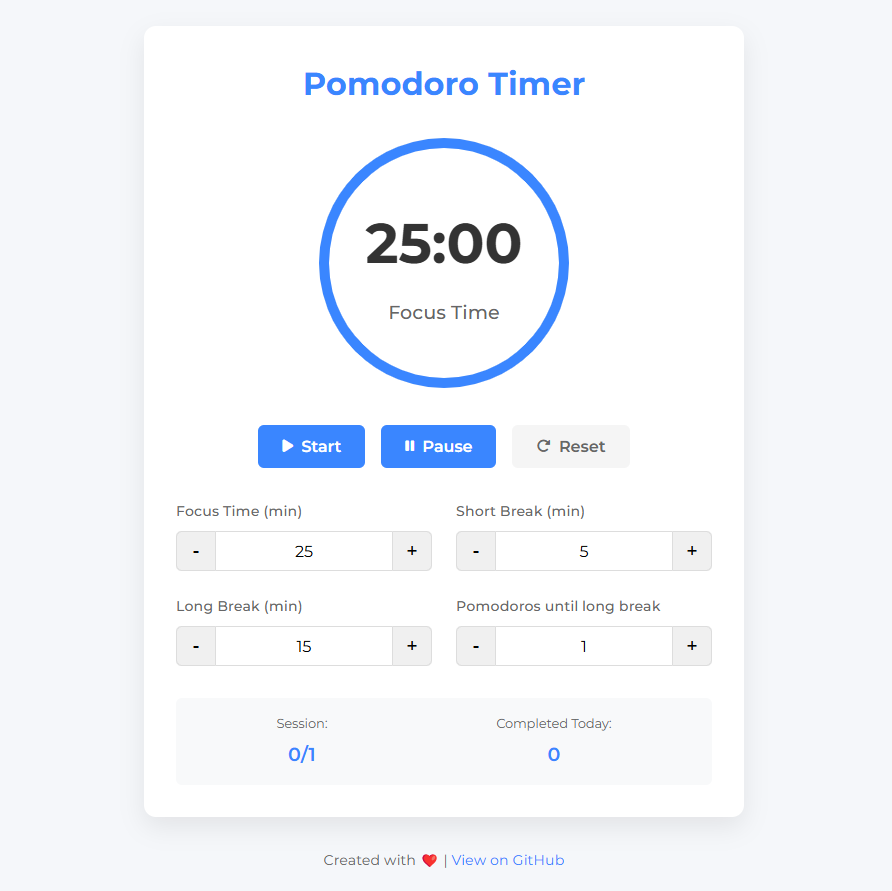 Pomodoro Timer
25:00
Focus Time
Start Pause Reset
Focus Time (min) Short Break (min)
- 25 + - 5 +
Long Break (min) Pomodoros until long break
- 15 + - 1 +
Session: Completed Today:
0/1 0
Created with ❤️ | View on GitHub